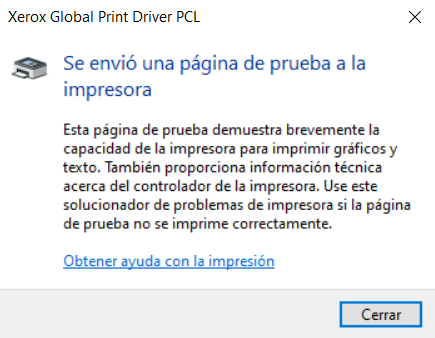 Xerox Global Print Driver PCL
Se envió una página de prueba a la
impresora
Esta página de prueba demuestra brevemente la
capacidad de la impresora para imprimir gráficos y
texto. También proporciona información técnica
acerca del controlador de la impresora. Use este
solucionador de problemas de impresora si la página
de prueba no se imprime correctamente.
Obtener ayuda con la impresión
Cerrar